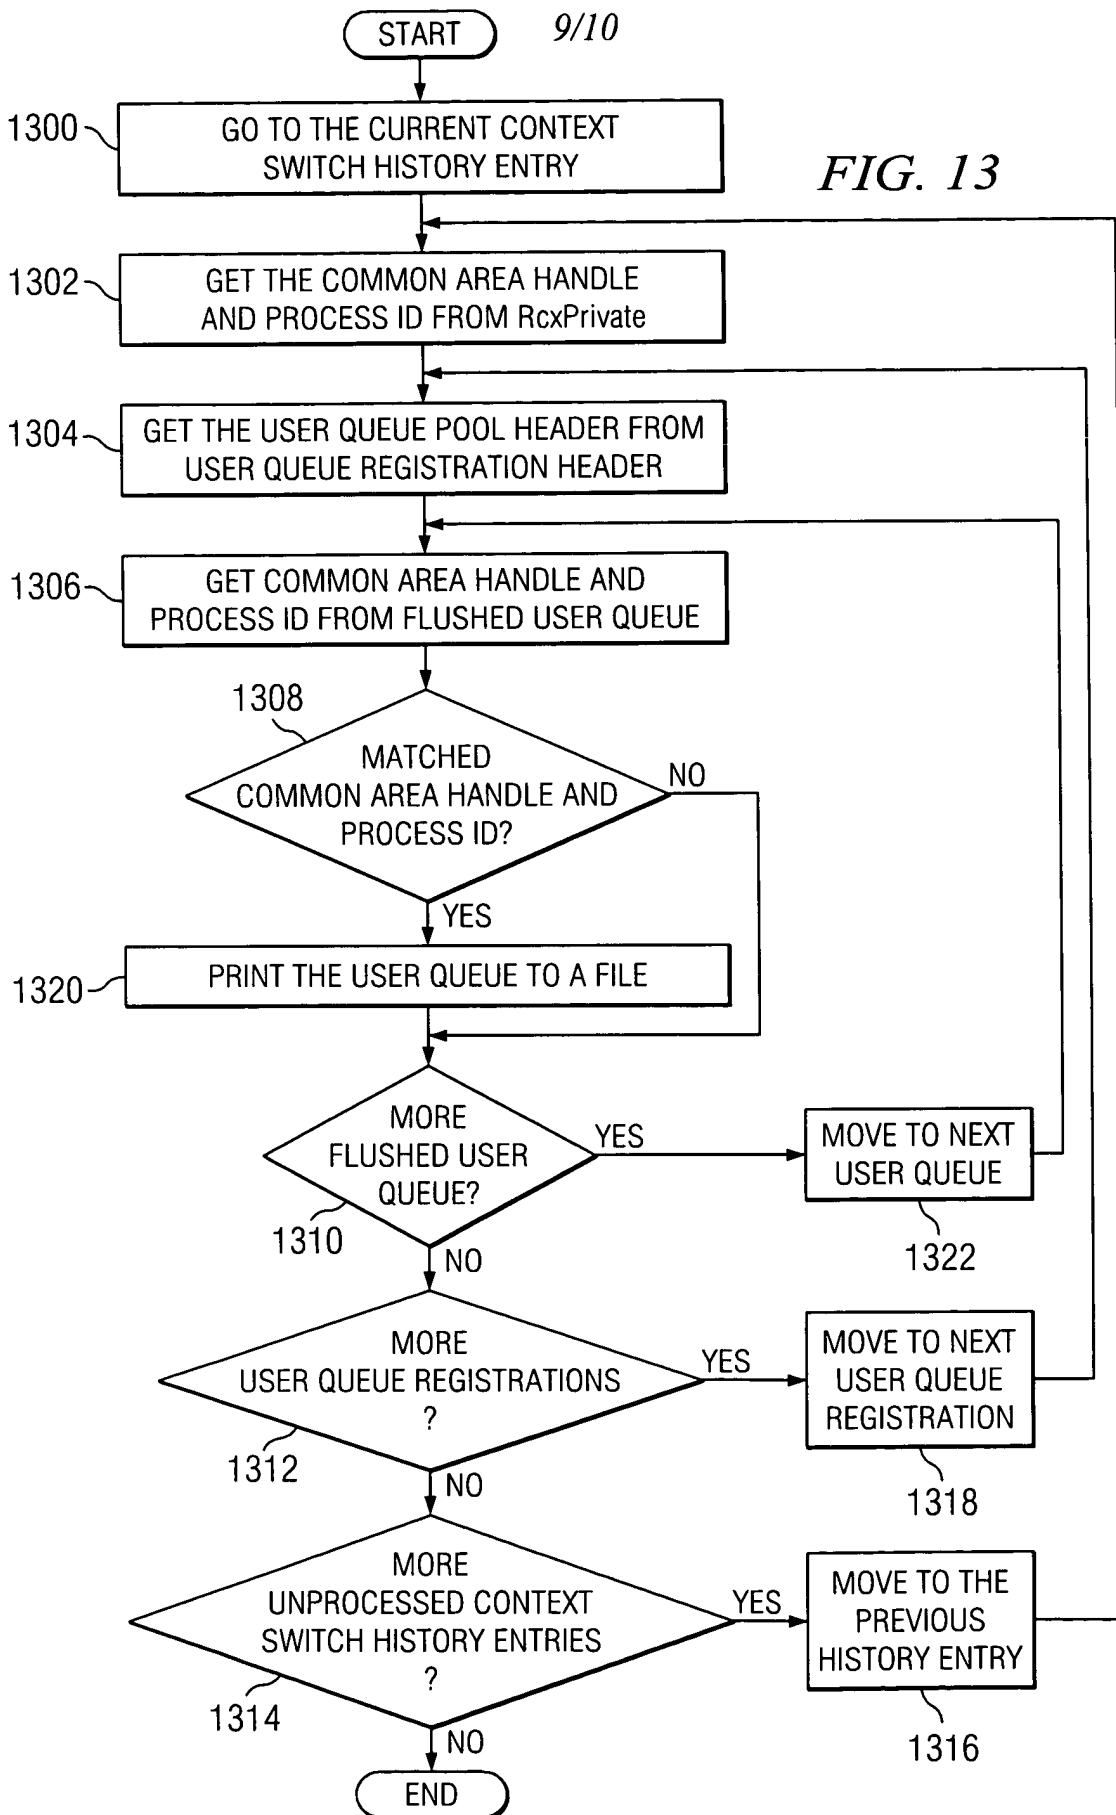 START
9/10
1300
GO TO THE CURRENT CONTEXT
SWITCH HISTORY ENTRY
FIG. 13
1302
GET THE COMMON AREA HANDLE
AND PROCESS ID FROM RcxPrivate
1304
GET THE USER QUEUE POOL HEADER FROM
USER QUEUE REGISTRATION HEADER
1306
GET COMMON AREA HANDLE AND
PROCESS ID FROM FLUSHED USER QUEUE
1308
MATCHED
COMMON AREA HANDLE AND
PROCESS ID?
NO
YES
1320
PRINT THE USER QUEUE TO A FILE
MORE
FLUSHED USER
QUEUE?
1310
YES
MOVE TO NEXT
USER QUEUE
1322
NO
MORE
USER QUEUE REGISTRATIONS
?
1312
YES
MOVE TO NEXT
USER QUEUE
REGISTRATION
1318
NO
MORE
UNPROCESSED CONTEXT
SWITCH HISTORY ENTRIES
?
1314
YES
MOVE TO THE
PREVIOUS
HISTORY ENTRY
1316
NO
END